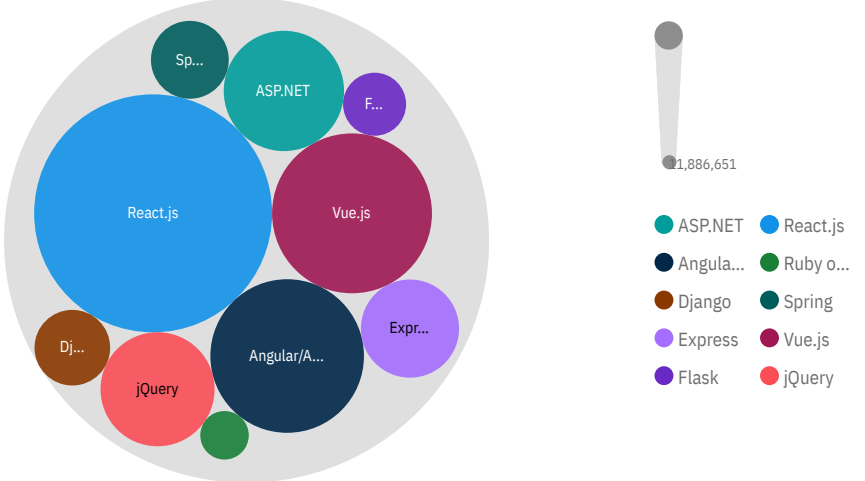 Sp...
ASP.NET
F...
React.js
Vue.js
Expr...
Dj...
Angular/A...
jQuery
11,886,651
ASP.NET
React.js
Angula...
Ruby o...
Django
Spring
Express
Vue.js
Flask
jQuery